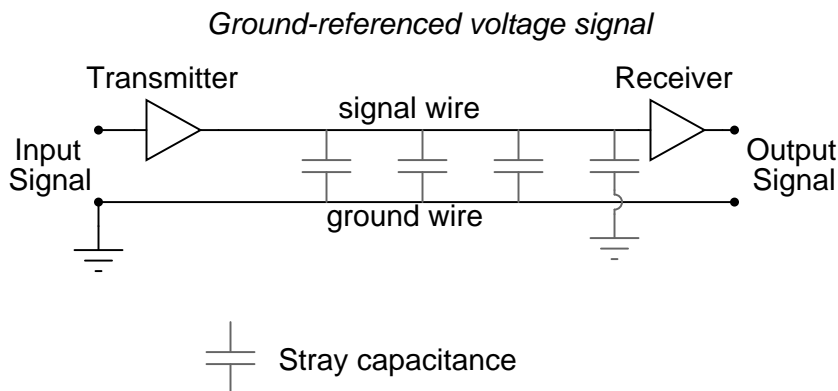 Ground-referenced voltage signal
Transmitter
Receiver
signal wire
Input
Signal
Output
Signal
ground wire
Stray capacitance